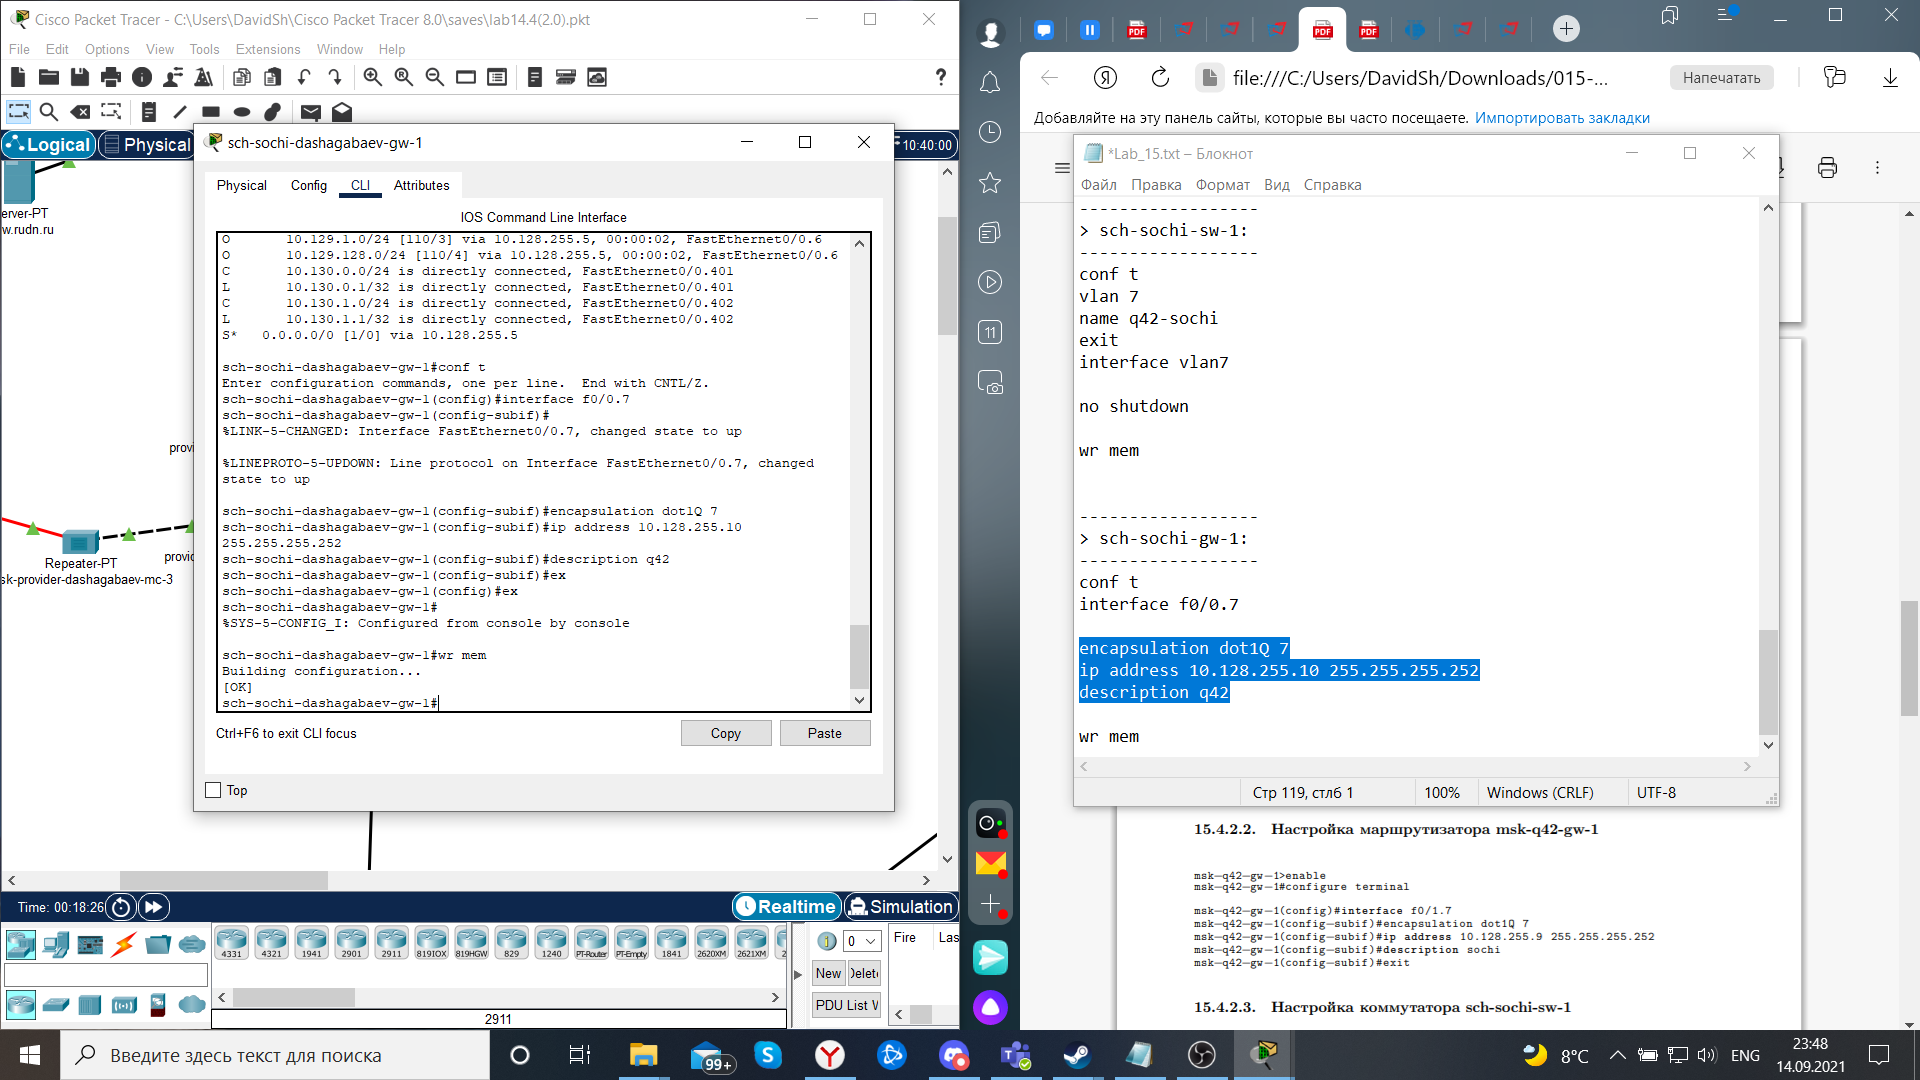 Cisco Packet Tracer - C:\Users\DavidSh\Cisco Packet Tracer 8.0\saves\lab14.4(2.0).pkt
File Edit Options View Tools Extensions Window Help
?
Logical
Physical
10:40:00
erver-PT
w.rudn.ru
provi
Repeater-PT
provic
sk-provider-dashagabaev-mc-3
sch-sochi-dashagabaev-gw-1
Physical Config CLI Attributes
IOS Command Line Interface
O 10.129.1.0/24 [110/3] via 10.128.255.5, 00:00:02, FastEthernet0/0.6
O 10.129.128.0/24 [110/4] via 10.128.255.5, 00:00:02, FastEthernet0/0.6
C 10.130.0.0/24 is directly connected, FastEthernet0/0.401
L 10.130.0.1/32 is directly connected, FastEthernet0/0.401
C 10.130.1.0/24 is directly connected, FastEthernet0/0.402
L 10.130.1.1/32 is directly connected, FastEthernet0/0.402
S* 0.0.0.0/0 [1/0] via 10.128.255.5
sch-sochi-dashagabaev-gw-1#conf t
Enter configuration commands, one per line. End with CNTL/Z.
sch-sochi-dashagabaev-gw-1(config)#interface f0/0.7
sch-sochi-dashagabaev-gw-1(config-subif)#
%LINK-5-CHANGED: Interface FastEthernet0/0.7, changed state to up
%LINEPROTO-5-UPDOWN: Line protocol on Interface FastEthernet0/0.7, changed
state to up
sch-sochi-dashagabaev-gw-1(config-subif)#encapsulation dot1Q 7
sch-sochi-dashagabaev-gw-1(config-subif)#ip address 10.128.255.10
255.255.255.252
sch-sochi-dashagabaev-gw-1(config-subif)#description q42
sch-sochi-dashagabaev-gw-1(config-subif)#ex
sch-sochi-dashagabaev-gw-1(config)#ex
sch-sochi-dashagabaev-gw-1#
%SYS-5-CONFIG_I: Configured from console by console
sch-sochi-dashagabaev-gw-1#wr mem
Building configuration...
[OK]
sch-sochi-dashagabaev-gw-1#
Ctrl+F6 to exit CLI focus
Copy
Paste
Top
Time: 00:18:26
Realtime
Simulation
4331 4321 1941 2901 2911 819IOX 819HGW 829 1240 PT-Router PT-Empty 1841 2620XM 2621XM 2
2911
0
New
Delete
PDU List W
Fire Las
PDF PDF PDF
file:///C:/Users/DavidSh/Downloads/015-...
Напечатать
Добавляйте на эту панель сайты, которые вы часто посещаете. Импортировать закладки
11
*Lab_15.txt – Блокнот
Файл Правка Формат Вид Справка
------------------
> sch-sochi-sw-1:
------------------
conf t
vlan 7
name q42-sochi
exit
interface vlan7
no shutdown
wr mem
------------------
> sch-sochi-gw-1:
------------------
conf t
interface f0/0.7
encapsulation dot1Q 7
ip address 10.128.255.10 255.255.255.252
description q42
wr mem
Стр 119, стлб 1
100%
Windows (CRLF)
UTF-8
15.4.2.2. Настройка маршрутизатора msk-q42-gw-1
msk-q42-gw-1>enable
msk-q42-gw-1#configure terminal
msk-q42-gw-1(config)#interface f0/1.7
msk-q42-gw-1(config-subif)#encapsulation dot1Q 7
msk-q42-gw-1(config-subif)#ip address 10.128.255.9 255.255.255.252
msk-q42-gw-1(config-subif)#description sochi
msk-q42-gw-1(config-subif)#exit
15.4.2.3. Настройка коммутатора sch-sochi-sw-1
Введите здесь текст для поиска
99+
8°C
ENG
23:48
14.09.2021